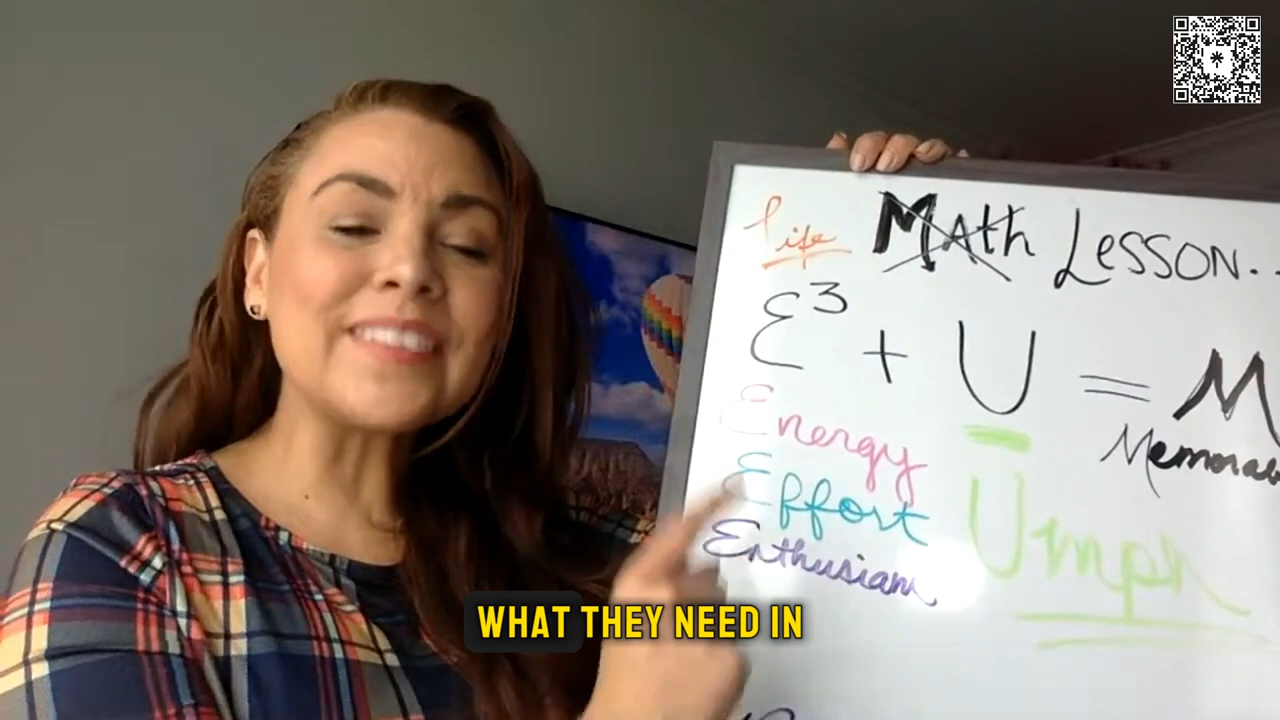 Life Math Lesson..
E³ + U = M
Energy
Effort Umph
Enthusiasm
WHAT THEY NEED IN